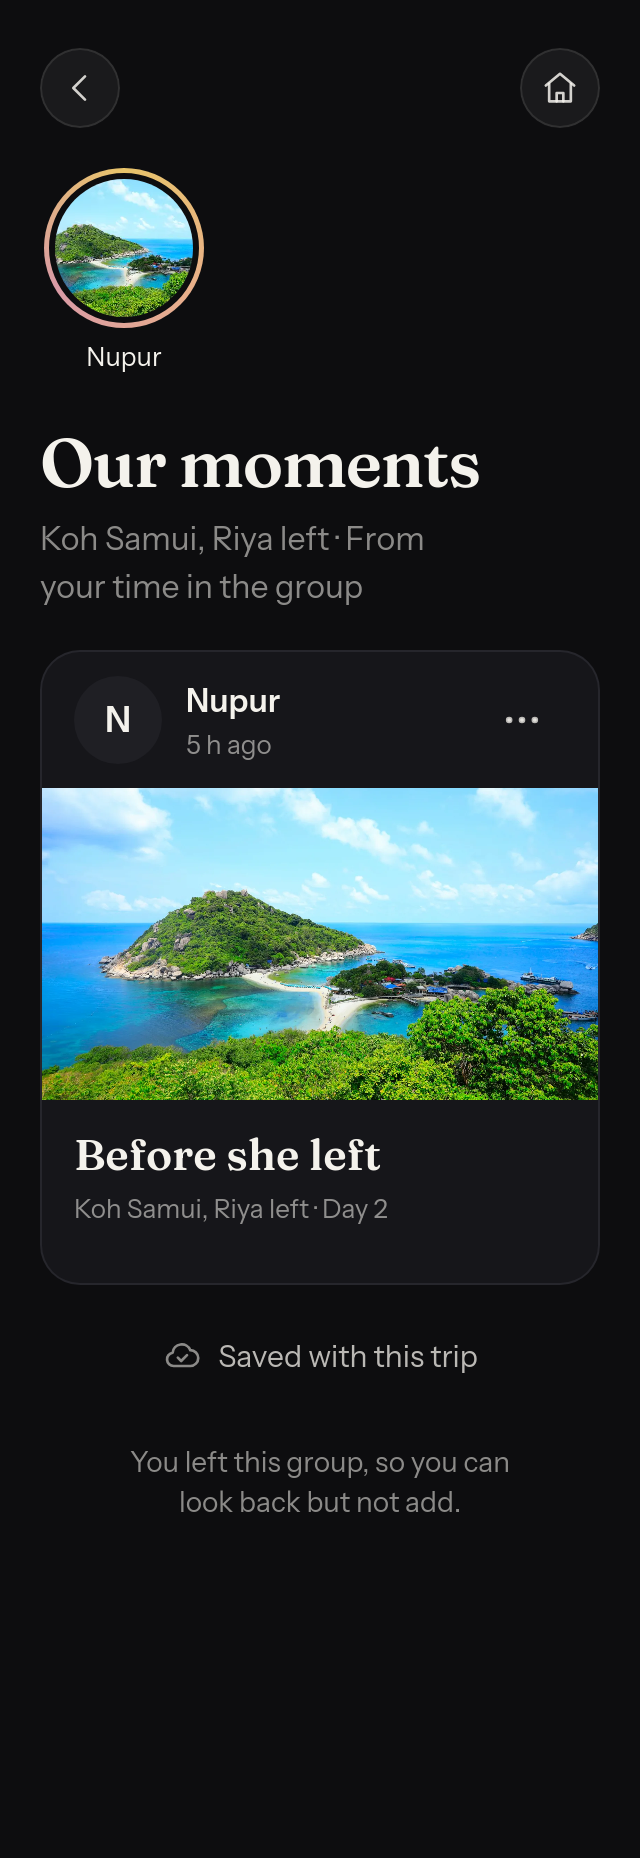 Nupur
Our moments
Koh Samui, Riya left · From
your time in the group
N
Nupur
5 h ago
Before she left
Koh Samui, Riya left · Day 2
Saved with this trip
You left this group, so you can
look back but not add.